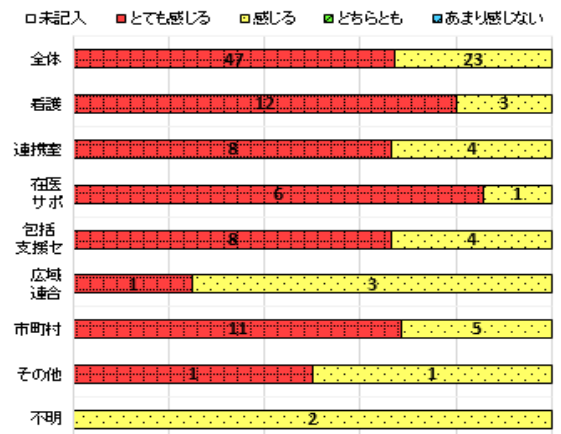 未記入 とても感じる 感じる どちらとも あまり感じない
全体 47 23
看護 12 3
連携室 8 4
在医
サポ 6 1
包括
支援セ 8 4
広域
連合 1 3
市町村 11 5
その他 1 1
不明 2